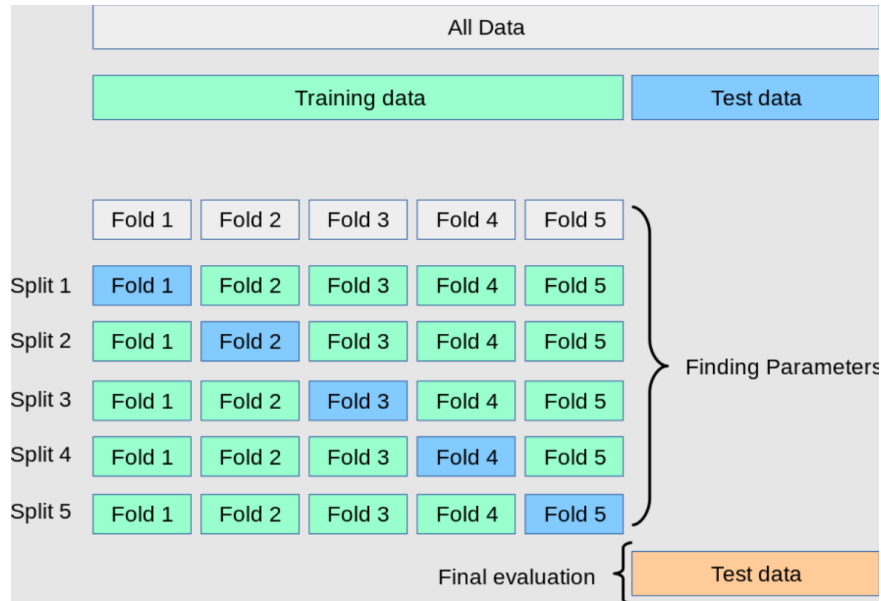 All Data
Training data Test data
Fold 1 Fold 2 Fold 3 Fold 4 Fold 5
Split 1 Fold 1 Fold 2 Fold 3 Fold 4 Fold 5
Split 2 Fold 1 Fold 2 Fold 3 Fold 4 Fold 5
Split 3 Fold 1 Fold 2 Fold 3 Fold 4 Fold 5
Split 4 Fold 1 Fold 2 Fold 3 Fold 4 Fold 5
Split 5 Fold 1 Fold 2 Fold 3 Fold 4 Fold 5
Finding Parameters
Final evaluation Test data